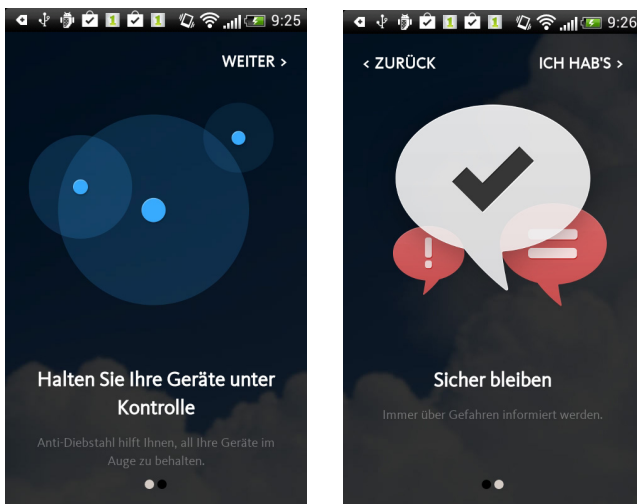 9:25
WEITER >
Halten Sie Ihre Geräte unter
Kontrolle
Anti-Diebstahl hilft Ihnen, all Ihre Geräte im
Auge zu behalten.
9:26
< ZURÜCK
ICH HAB'S >
!
Sicher bleiben
Immer über Gefahren informiert werden.